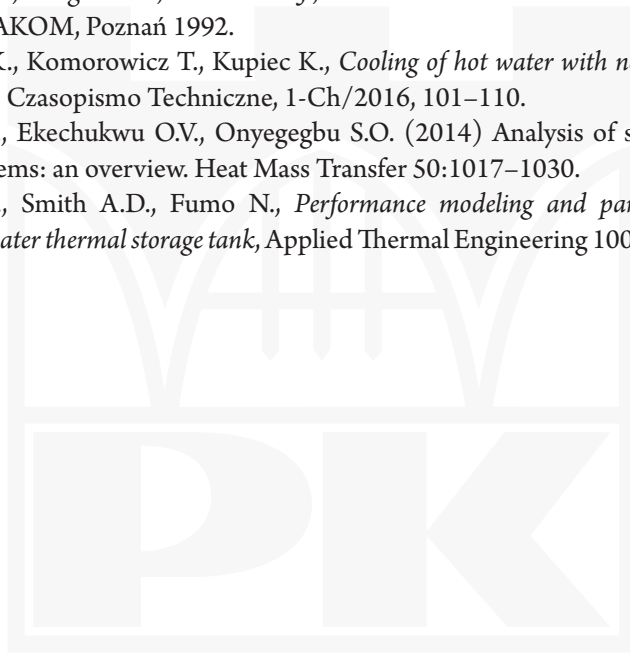 AKOM, Poznań 1992.
K., Komorowicz T., Kupiec K., Cooling of hot water with n
Czasopismo Techniczne, 1-Ch/2016, 101–110.
., Ekechukwu O.V., Onyegegbu S.O. (2014) Analysis of s
ems: an overview. Heat Mass Transfer 50:1017–1030.
., Smith A.D., Fumo N., Performance modeling and par
ater thermal storage tank, Applied Thermal Engineering 100
PK